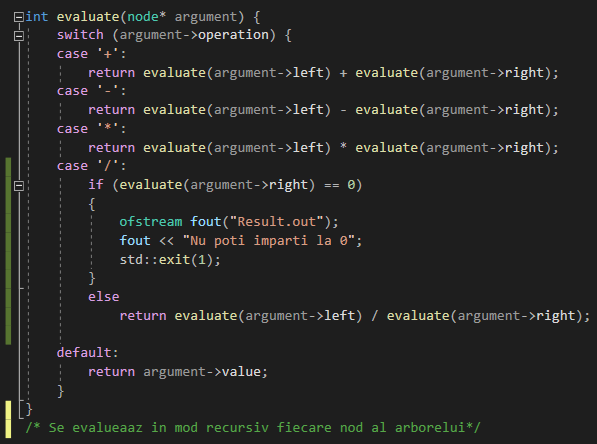 int evaluate(node* argument) {
    switch (argument->operation) {
    case '+':
        return evaluate(argument->left) + evaluate(argument->right);
    case '-':
        return evaluate(argument->left) - evaluate(argument->right);
    case '*':
        return evaluate(argument->left) * evaluate(argument->right);
    case '/':
        if (evaluate(argument->right) == 0)
        {
            ofstream fout("Result.out");
            fout << "Nu poti imparti la 0";
            std::exit(1);
        }
        else
            return evaluate(argument->left) / evaluate(argument->right);
    default:
        return argument->value;
    }
}
/* Se evalueaaz in mod recursiv fiecare nod al arborelui*/